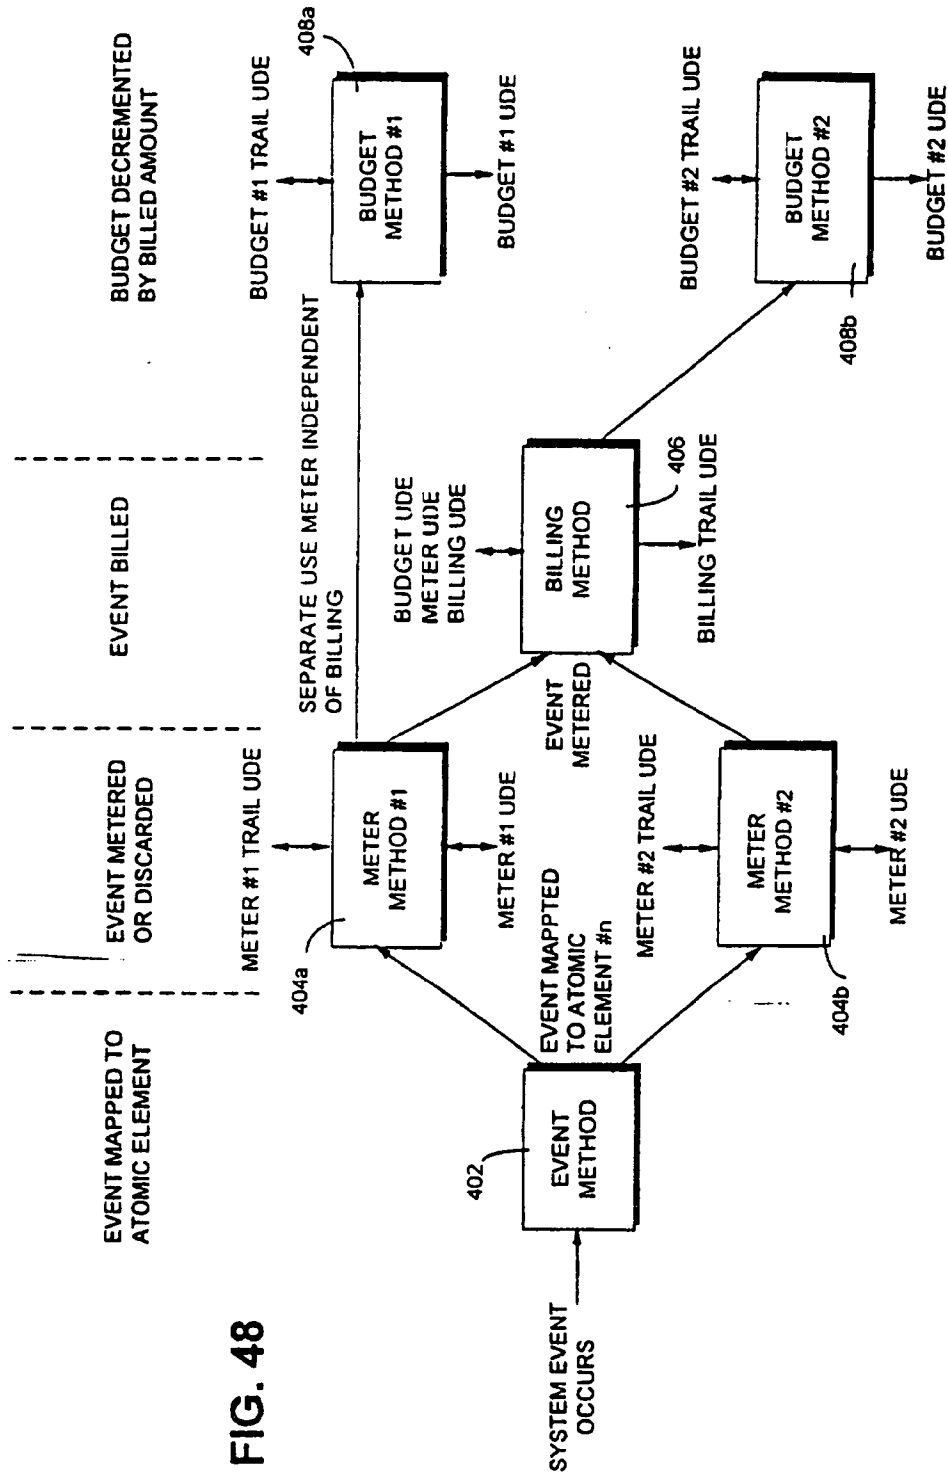 FIG. 48
EVENT MAPPED TO
ATOMIC ELEMENT
EVENT METERED
OR DISCARDED
EVENT BILLED
BUDGET DECREMENTED
BY BILLED AMOUNT
SYSTEM EVENT
OCCURS
402
EVENT
METHOD
EVENT MAPPTED
TO ATOMIC
ELEMENT #n
METER #1 TRAIL UDE
404a
METER
METHOD #1
METER #1 UDE
METER #2 TRAIL UDE
METER
METHOD #2
404b
METER #2 UDE
SEPARATE USE METER INDEPENDENT
OF BILLING
EVENT
METERED
BUDGET UDE
METER UDE
BILLING UDE
BILLING
METHOD
406
BILLING TRAIL UDE
BUDGET #1 TRAIL UDE
408a
BUDGET
METHOD #1
BUDGET #1 UDE
BUDGET #2 TRAIL UDE
BUDGET
METHOD #2
408b
BUDGET #2 UDE